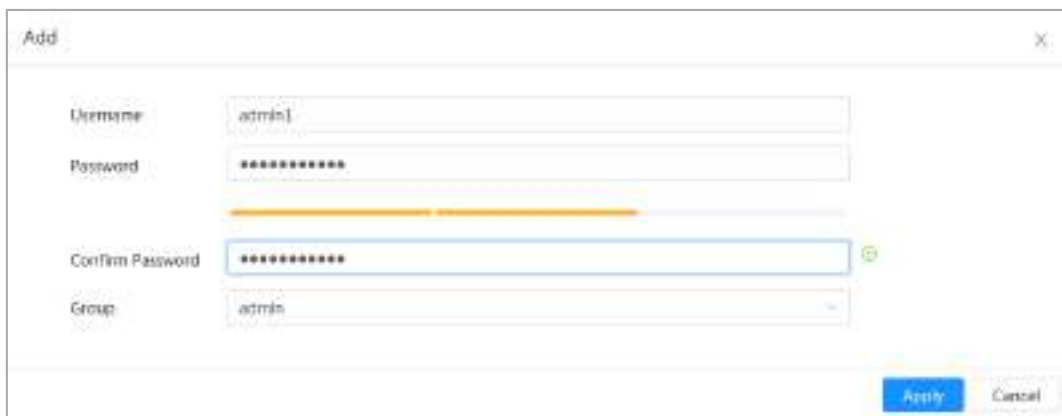 Add
Username admin1
Password ●●●●●●●●●●●
Confirm Password ●●●●●●●●●●●
Group admin
Apply Cancel